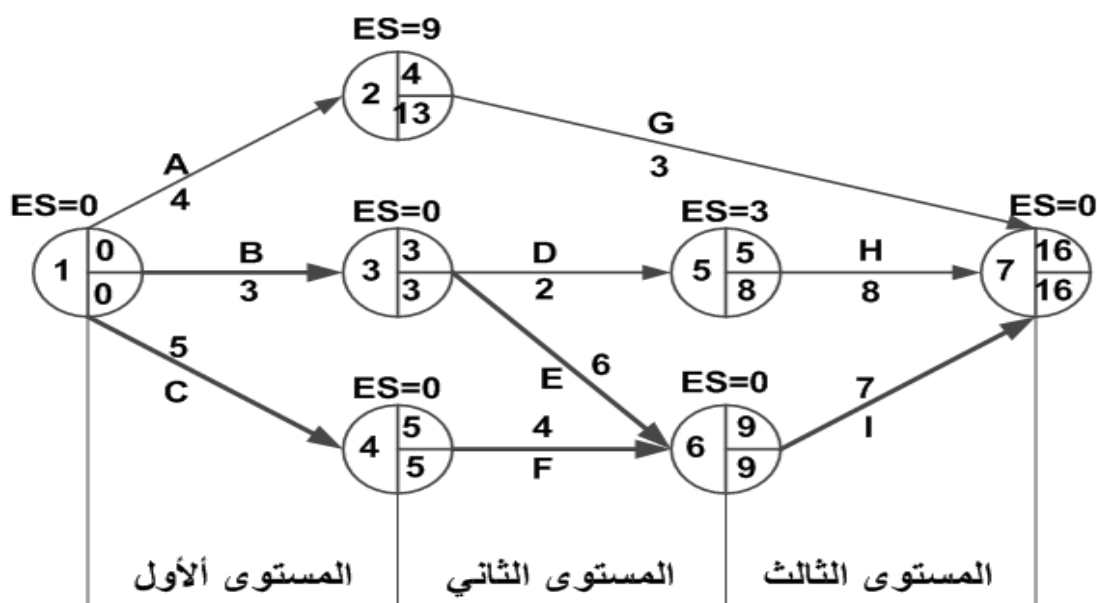 ES=9
2 4
13
A
4
G
3
ES=0
1 0
0
B
3
ES=0
3 3
3
D
2
ES=3
5 5
8
H
8
ES=0
7 16
16
5
C
ES=0
4 5
5
E 6
4
F
ES=0
6 9
9
7
I
المستوى ألأول
المستوى الثاني
المستوى الثالث